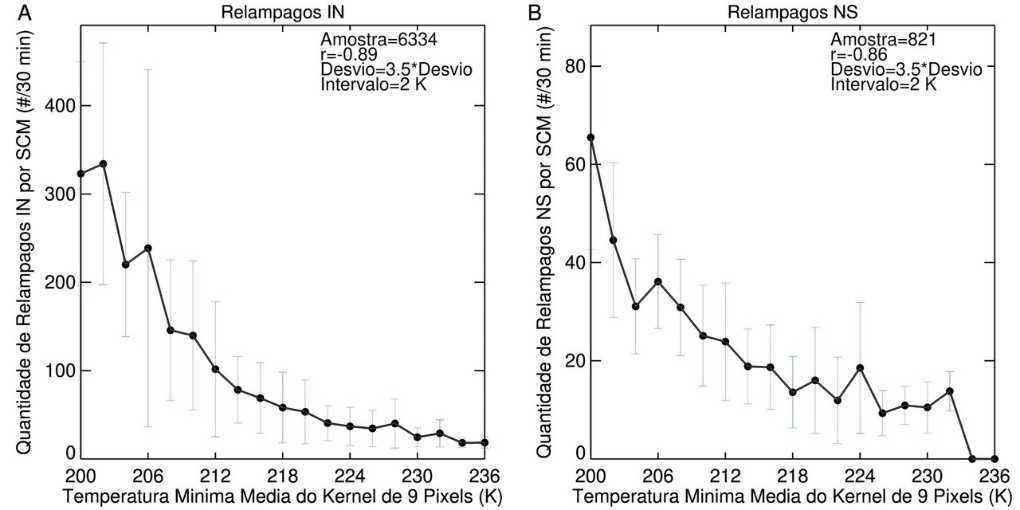 A
Relampagos IN
Amostra=6334
r=-0.89
Desvio=3.5*Desvio
Intervalo=2 K
Quantidade de Relampagos IN por SCM (#/30 min)
400
300
200
100
0
200 206 212 218 224 230 236
Temperatura Minima Media do Kernel de 9 Pixels (K)
B
Relampagos NS
Amostra=821
r=-0.86
Desvio=3.5*Desvio
Intervalo=2 K
Quantidade de Relampagos NS por SCM (#/30 min)
80
60
40
20
0
200 206 212 218 224 230 236
Temperatura Minima Media do Kernel de 9 Pixels (K)